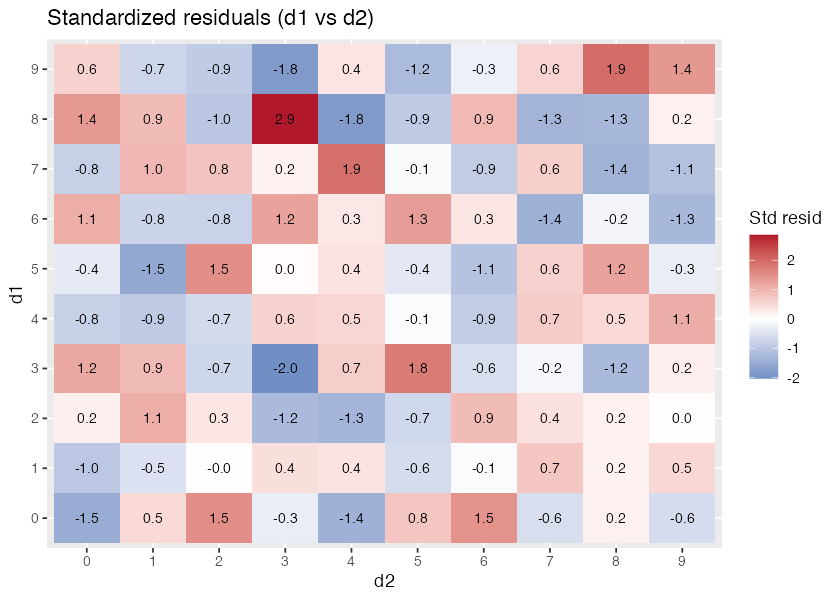 Standardized residuals (d1 vs d2)
9 0.6 -0.7 -0.9 -1.8 0.4 -1.2 -0.3 0.6 1.9 1.4
8 1.4 0.9 -1.0 2.9 -1.8 -0.9 0.9 -1.3 -1.3 0.2
7 -0.8 1.0 0.8 0.2 1.9 -0.1 -0.9 0.6 -1.4 -1.1
6 1.1 -0.8 -0.8 1.2 0.3 1.3 0.3 -1.4 -0.2 -1.3
5 -0.4 -1.5 1.5 0.0 0.4 -0.4 -1.1 0.6 1.2 -0.3
4 -0.8 -0.9 -0.7 0.6 0.5 -0.1 -0.9 0.7 0.5 1.1
3 1.2 0.9 -0.7 -2.0 0.7 1.8 -0.6 -0.2 -1.2 0.2
2 0.2 1.1 0.3 -1.2 -1.3 -0.7 0.9 0.4 0.2 0.0
1 -1.0 -0.5 -0.0 0.4 0.4 -0.6 -0.1 0.7 0.2 0.5
0 -1.5 0.5 1.5 -0.3 -1.4 0.8 1.5 -0.6 0.2 -0.6
0 1 2 3 4 5 6 7 8 9
d2
d1
Std resid
2
1
0
-1
-2